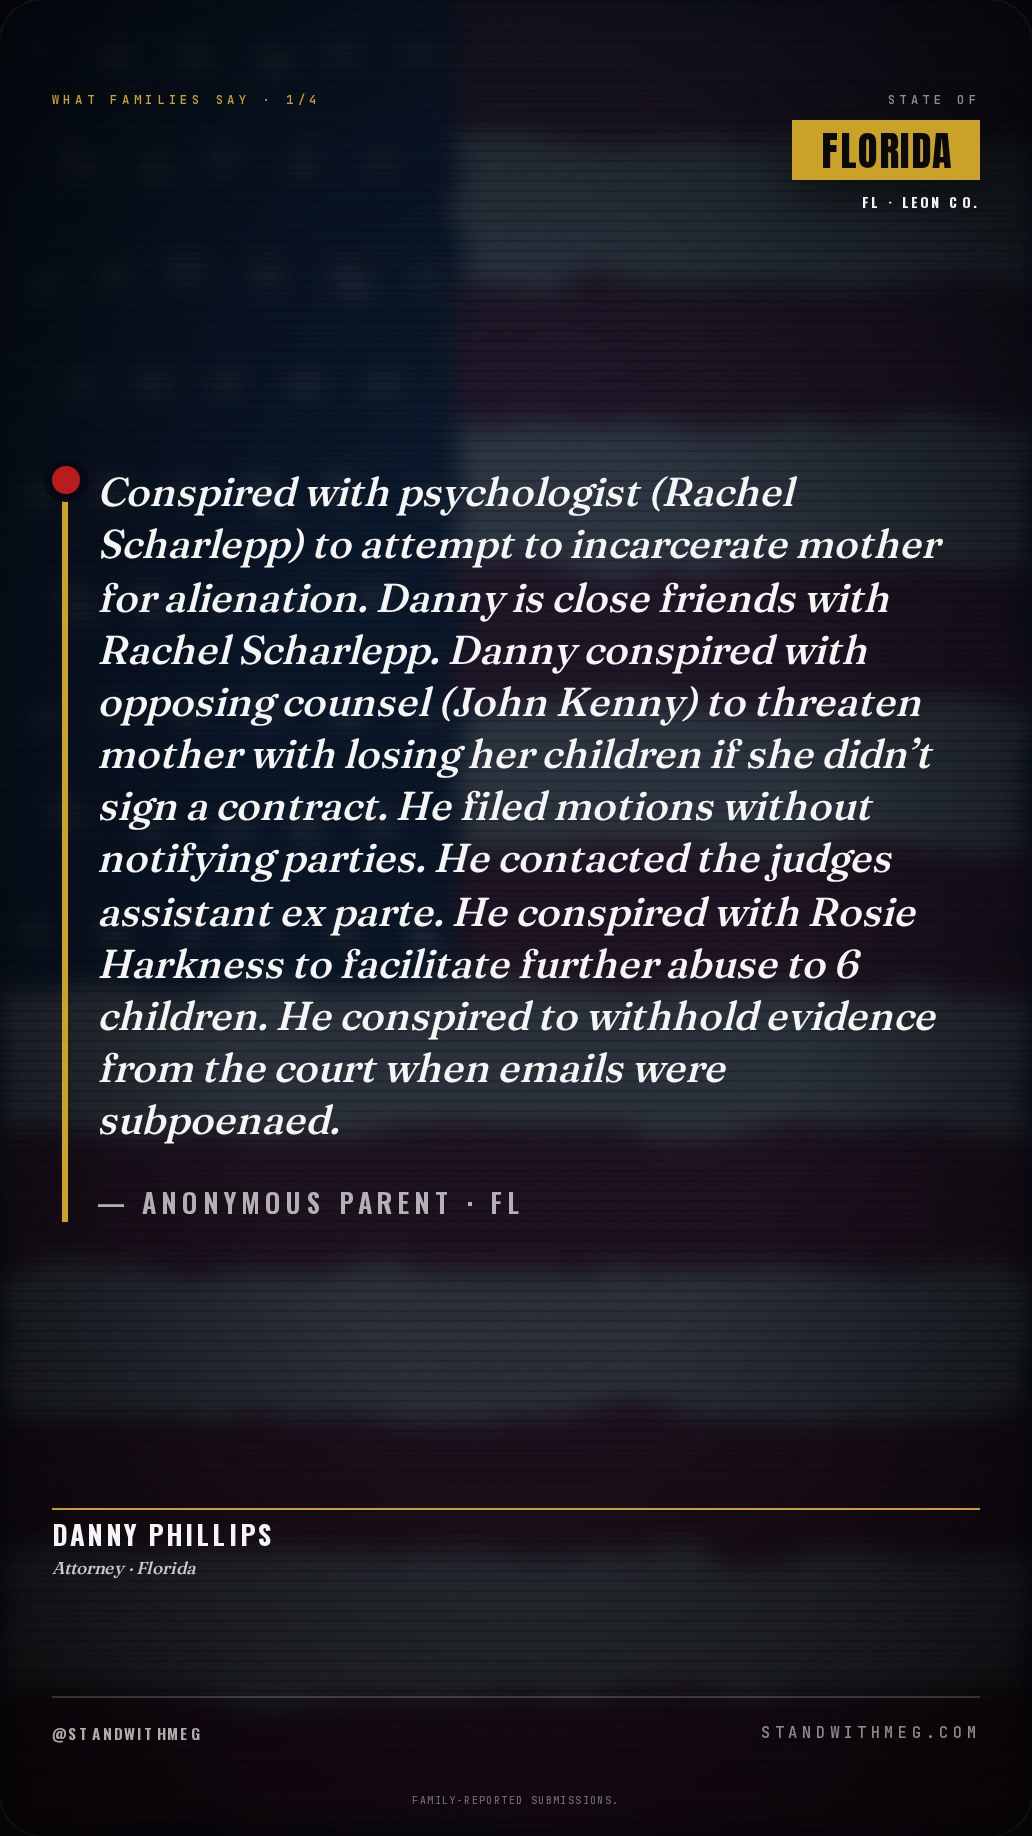 WHAT FAMILIES SAY · 1/4
STATE OF
FLORIDA
FL · LEON CO.
Conspired with psychologist (Rachel
Scharlepp) to attempt to incarcerate mother
for alienation. Danny is close friends with
Rachel Scharlepp. Danny conspired with
opposing counsel (John Kenny) to threaten
mother with losing her children if she didn’t
sign a contract. He filed motions without
notifying parties. He contacted the judges
assistant ex parte. He conspired with Rosie
Harkness to facilitate further abuse to 6
children. He conspired to withhold evidence
from the court when emails were
subpoenaed.
— ANONYMOUS PARENT · FL
DANNY PHILLIPS
Attorney · Florida
@STANDWITHMEG
STANDWITHMEG.COM
FAMILY-REPORTED SUBMISSIONS.